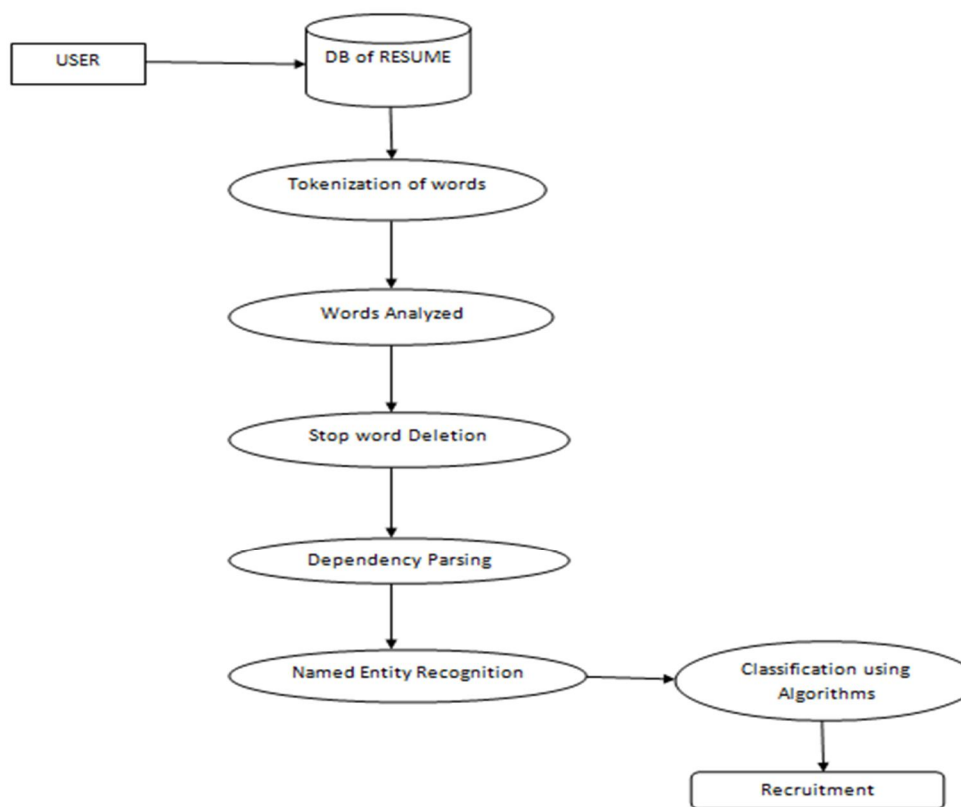 USER
DB of RESUME
Tokenization of words
Words Analyzed
Stop word Deletion
Dependency Parsing
Named Entity Recognition
Classification using
Algorithms
Recruitment